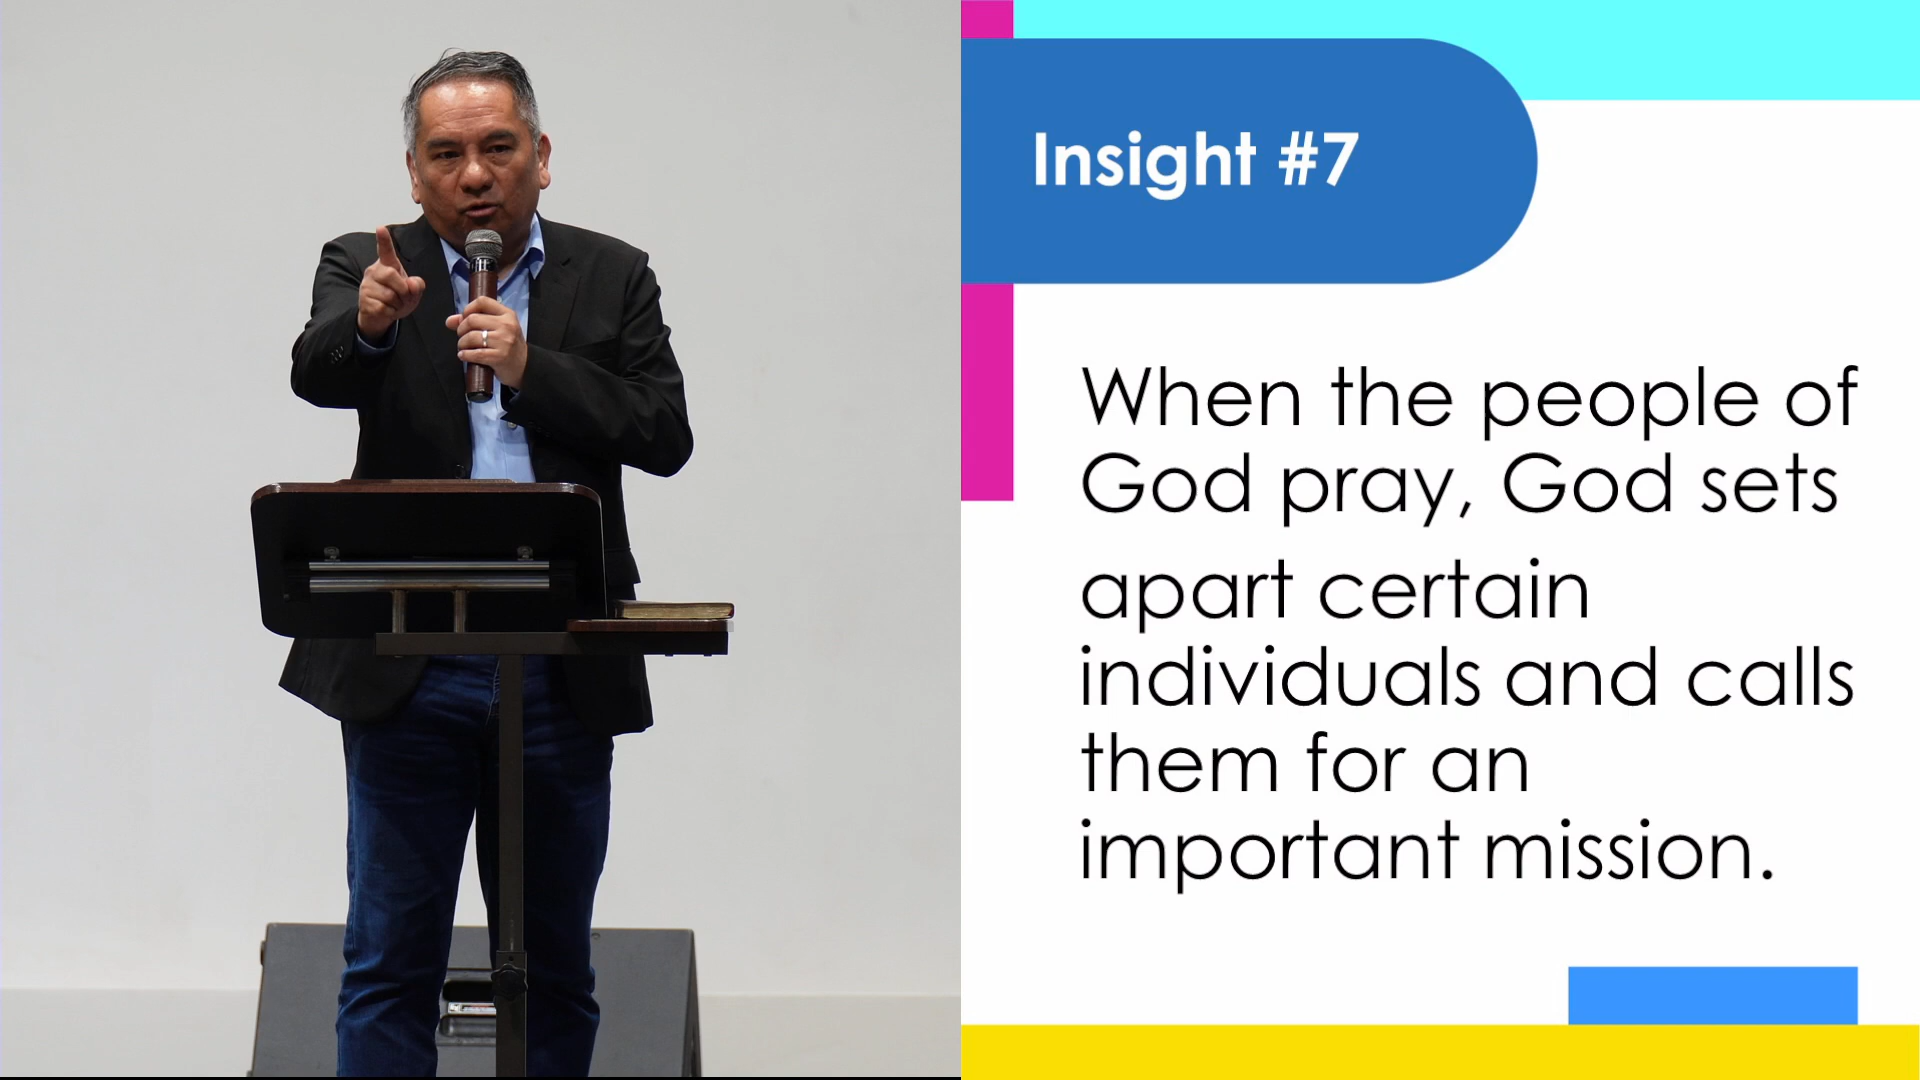 Insight #7
When the people of
God pray, God sets
apart certain
individuals and calls
them for an
important mission.